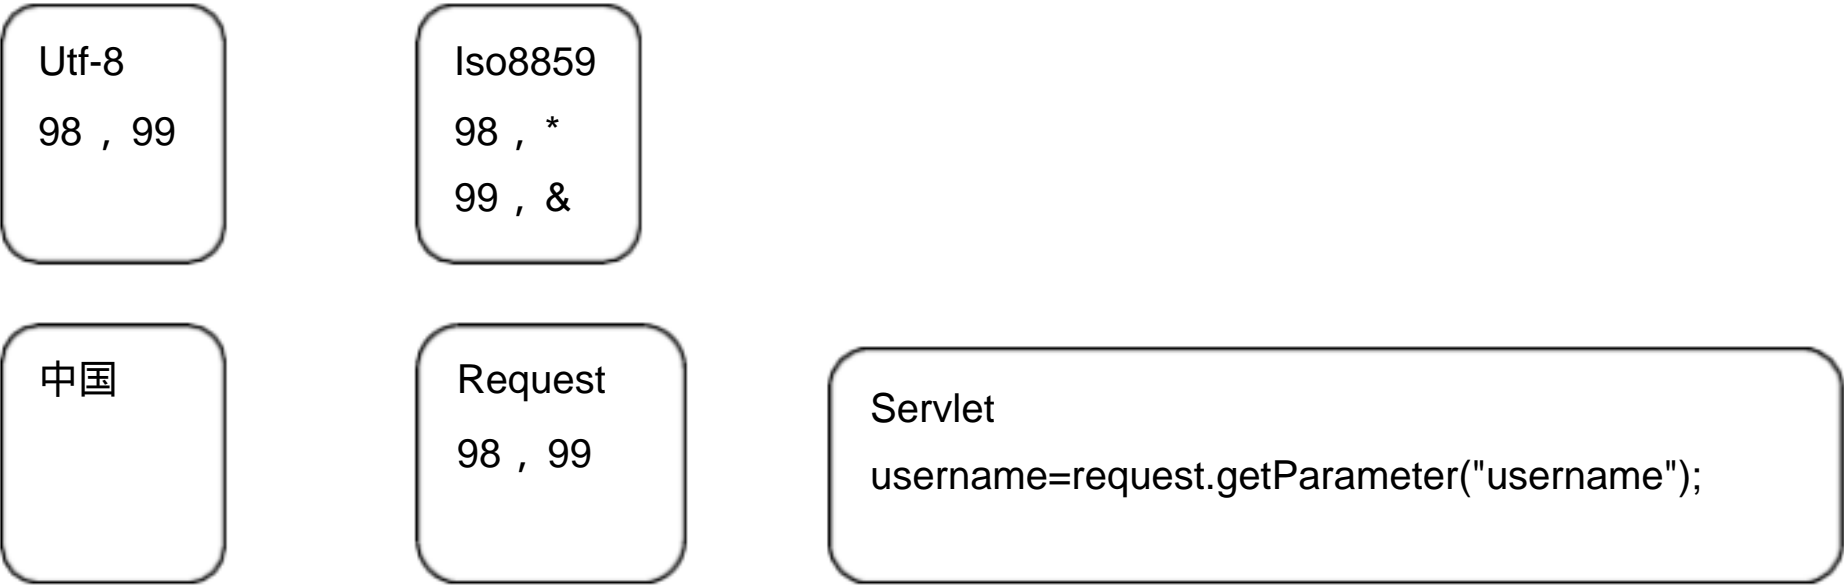 Utf-8
98，99
Iso8859
98，*
99，&
中国
Request
98，99
Servlet
username=request.getParameter("username");